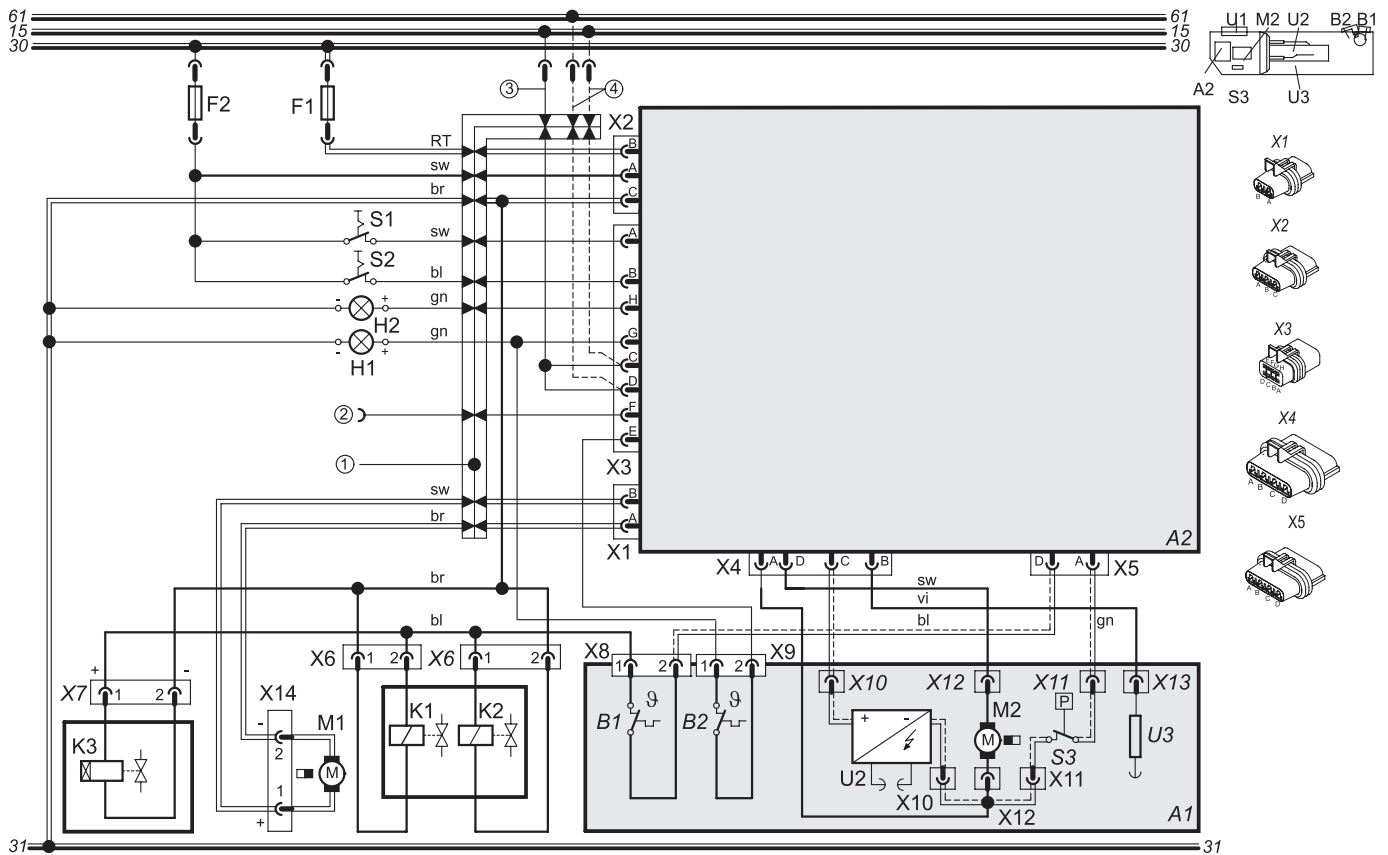 61 61
15 15
30 30
U1 M2 U2 B2 B1
A2 S3 U3
3 4
F2 F1
X2
RT B
sw A
br C
S1 sw A
S2 bl B
- + gn H
H2
gn G
- + H1
C
D
2 F
E
1 X3
sw B
br A
X1
A2
X1
B A
X2
A B C
X3
D C B A
X4
A B C D
X5
A B C D
X4 A D C B D A X5
sw
vi
br
bl bl gn
X6 1 2 X6 1 2 X8 1 2 1 2 X9
+ -
X7 1 2 X14 X10 X12 X11 X13
K3 - 2 M1 M K1 K2 B1 ϑ B2 ϑ + - M2 M P S3 U3
1 + U2 X10 X12 X11
A1
31 31